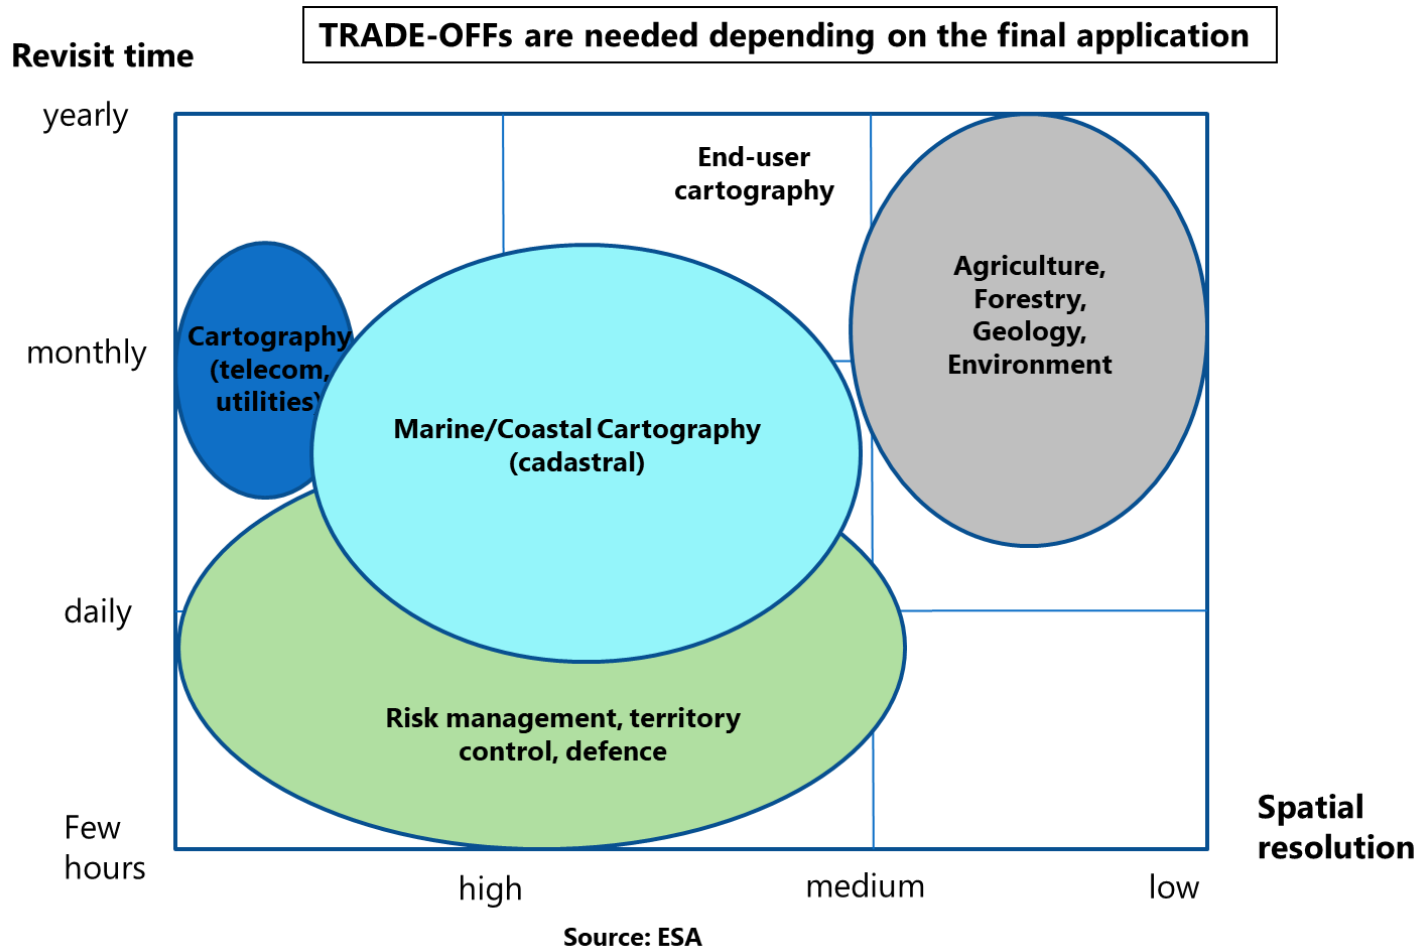 TRADE-OFFs are needed depending on the final application
Revisit time
yearly
End-user
cartography
Agriculture,
Forestry,
Geology,
Environment
Cartography
(telecom,
utilities)
monthly
Marine/Coastal Cartography
(cadastral)
daily
Risk management, territory
control, defence
Few
hours
Spatial
resolution
high
medium
low
Source: ESA